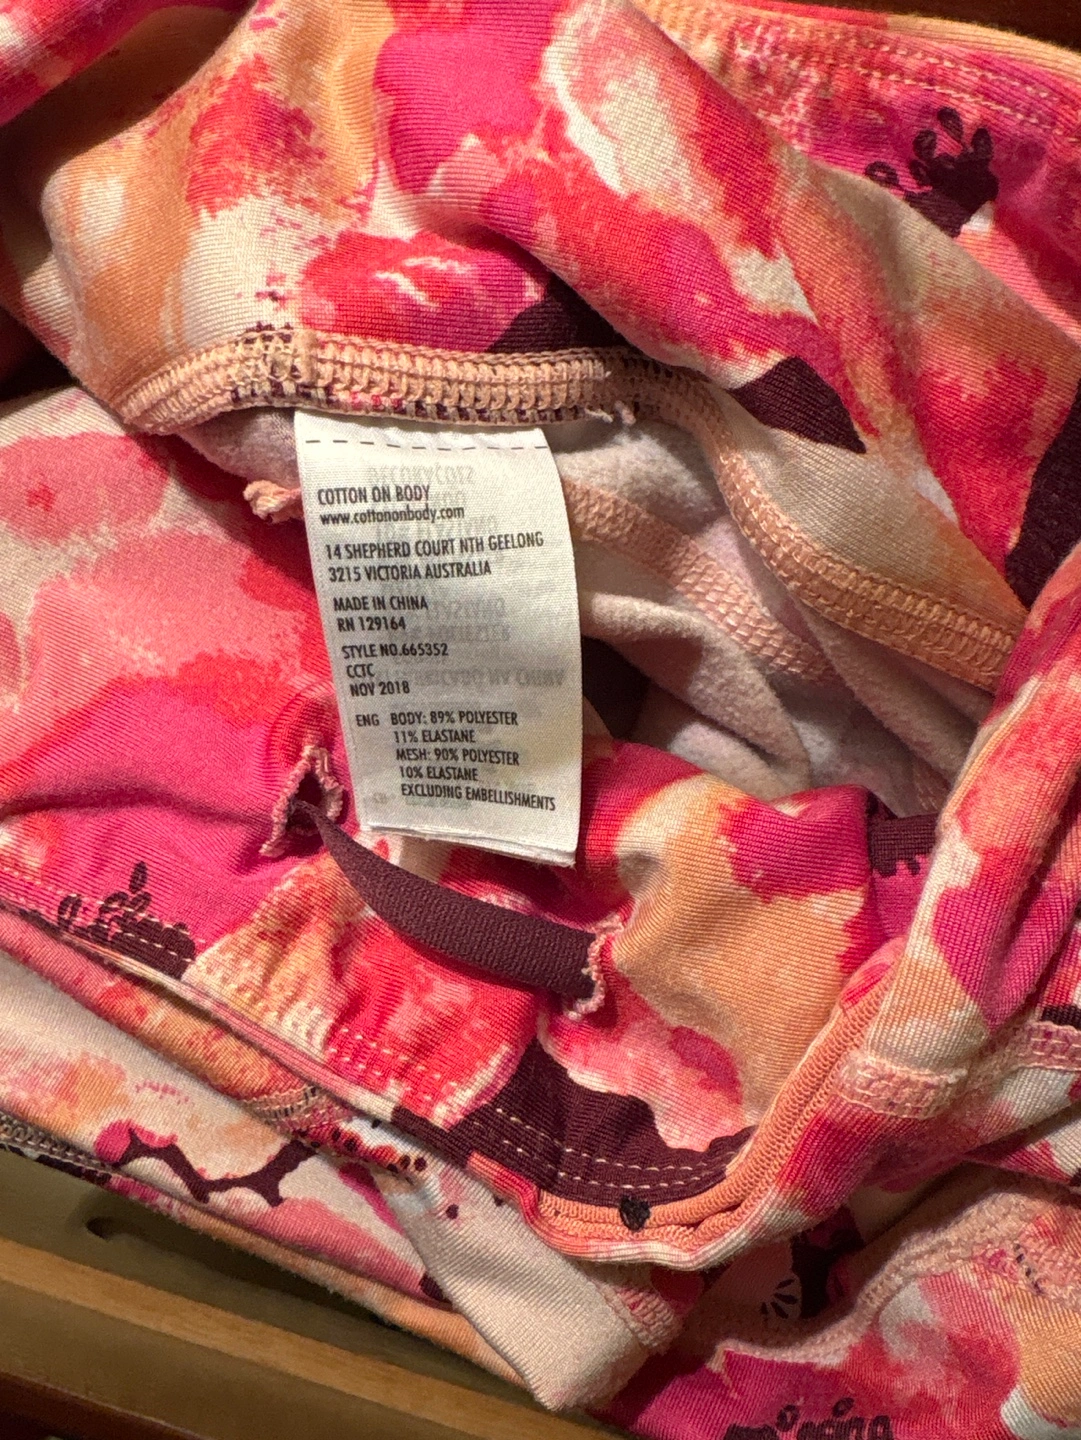 COTTON ON BODY
www.cottononbody.com
14 SHEPHERD COURT NTH GEELONG
3215 VICTORIA AUSTRALIA
MADE IN CHINA
RN 129164
STYLE NO.665352
CCTC
NOV 2018
ENG BODY: 89% POLYESTER
11% ELASTANE
MESH: 90% POLYESTER
10% ELASTANE
EXCLUDING EMBELLISHMENTS